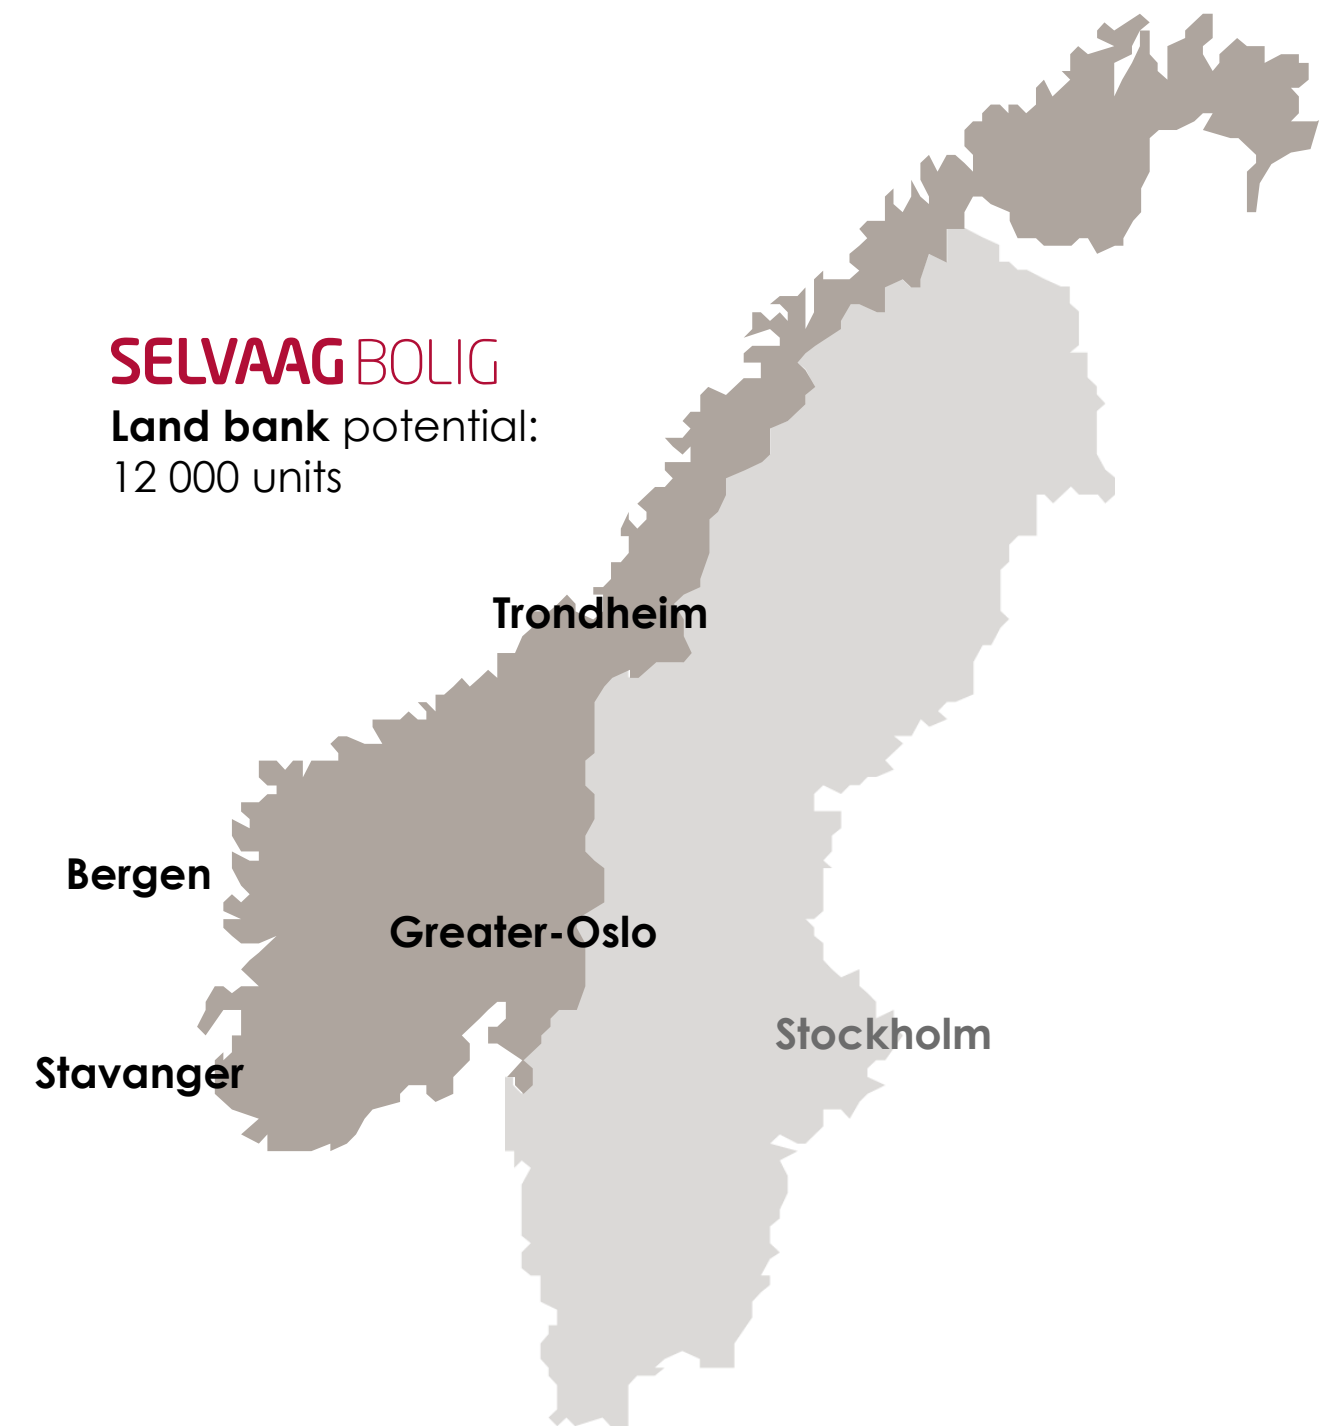 SELVAAG BOLIG
Land bank potential:
12 000 units
Trondheim
Bergen
Greater-Oslo
Stockholm
Stavanger